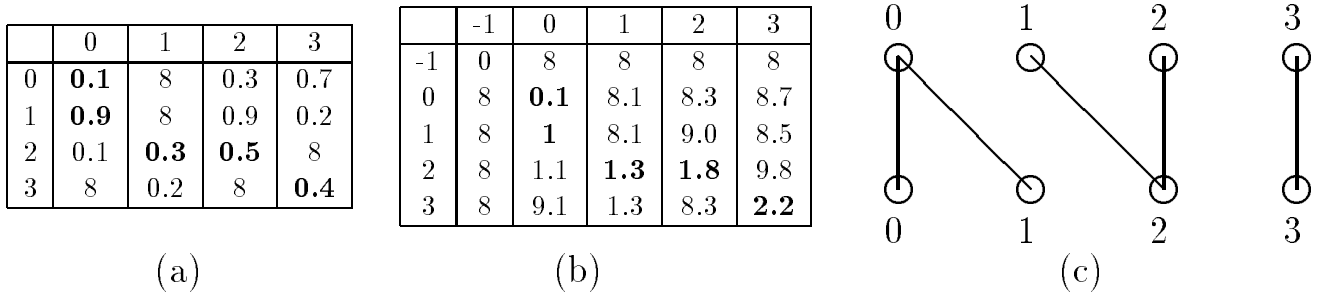 0 1 2 3
0 0.1 8 0.3 0.7
1 0.9 8 0.9 0.2
2 0.1 0.3 0.5 8
3 8 0.2 8 0.4
(a)
-1 0 1 2 3
-1 0 8 8 8 8
0 8 0.1 8.1 8.3 8.7
1 8 1 8.1 9.0 8.5
2 8 1.1 1.3 1.8 9.8
3 8 9.1 1.3 8.3 2.2
(b)
0 1 2 3
0 1 2 3
(c)